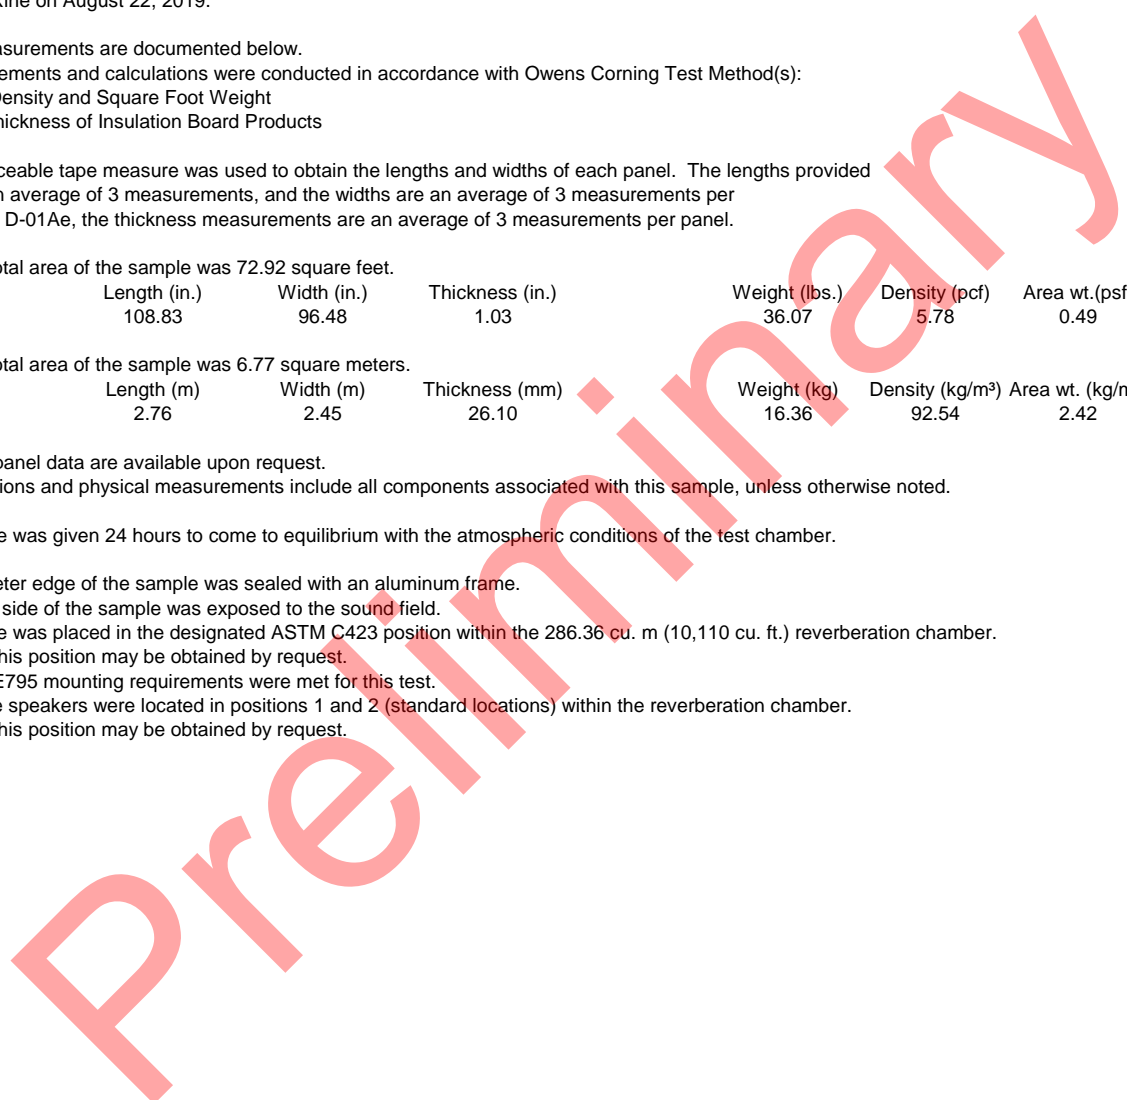 on August 22, 2019.
asurements are documented below.
ements and calculations were conducted in accordance with Owens Corning Test Method(s):
Density and Square Foot Weight
hickness of Insulation Board Products
ceable tape measure was used to obtain the lengths and widths of each panel. The lengths provided
n average of 3 measurements, and the widths are an average of 3 measurements per
D-01Ae, the thickness measurements are an average of 3 measurements per panel.
otal area of the sample was 72.92 square feet.
Length (in.) Width (in.) Thickness (in.) Weight (lbs.) Density (pcf) Area wt.(psf
108.83 96.48 1.03 36.07 5.78 0.49
otal area of the sample was 6.77 square meters.
Length (m) Width (m) Thickness (mm) Weight (kg) Density (kg/m³) Area wt. (kg/m
2.76 2.45 26.10 16.36 92.54 2.42
panel data are available upon request.
ions and physical measurements include all components associated with this sample, unless otherwise noted.
e was given 24 hours to come to equilibrium with the atmospheric conditions of the test chamber.
eter edge of the sample was sealed with an aluminum frame.
side of the sample was exposed to the sound field.
e was placed in the designated ASTM C423 position within the 286.36 cu. m (10,110 cu. ft.) reverberation chamber.
his position may be obtained by request.
E795 mounting requirements were met for this test.
e speakers were located in positions 1 and 2 (standard locations) within the reverberation chamber.
his position may be obtained by request.
Preliminary